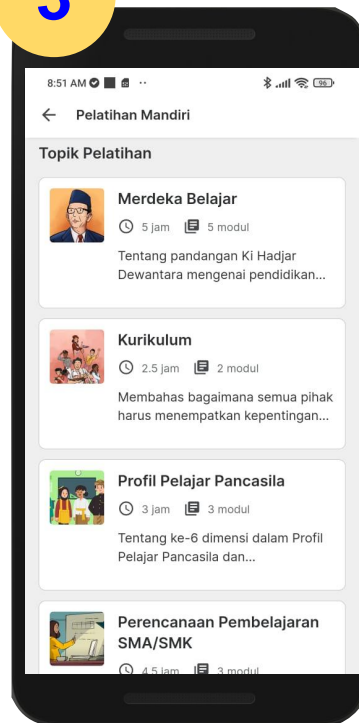 3
8:51 AM
96
Pelatihan Mandiri
Topik Pelatihan
Merdeka Belajar
5 jam 5 modul
Tentang pandangan Ki Hadjar
Dewantara mengenai pendidikan...
Kurikulum
2.5 jam 2 modul
Membahas bagaimana semua pihak
harus menempatkan kepentingan...
Profil Pelajar Pancasila
3 jam 3 modul
Tentang ke-6 dimensi dalam Profil
Pelajar Pancasila dan...
Perencanaan Pembelajaran
SMA/SMK
4.5 jam 3 modul